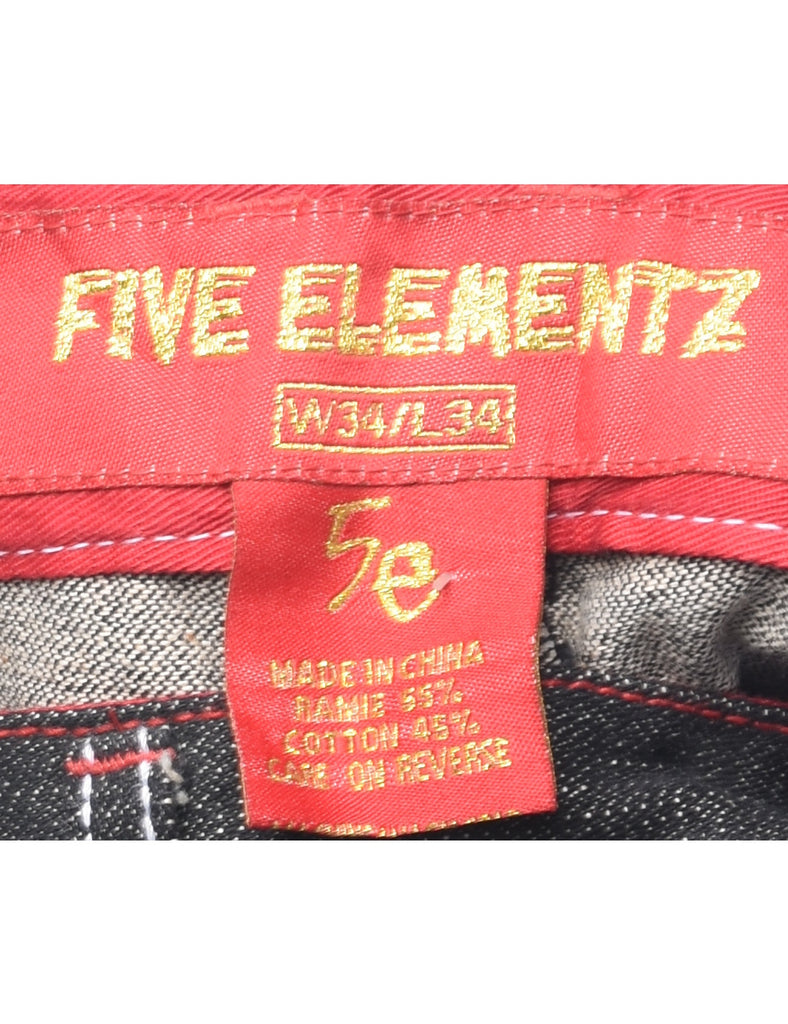 FIVE ELEMENTZ
W34/L34
5e
MADE IN CHINA
RAMIE 55%
COTTON 45%
CARE ON REVERSE